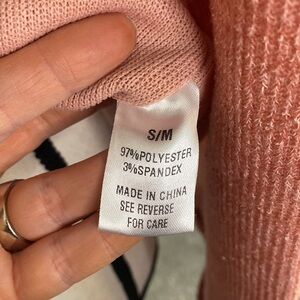 S/M
97%POLYESTER
3%SPANDEX
MADE IN CHINA
SEE REVERSE
FOR CARE